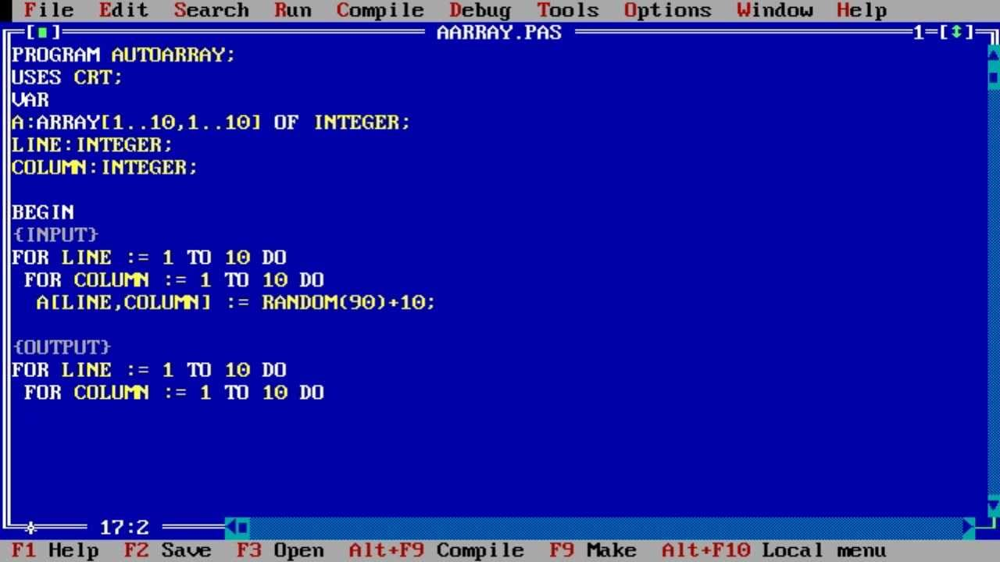 File Edit Search Run Compile Debug Tools Options Window Help
[■] AARRAY.PAS 1=[↕]
PROGRAM AUTOARRAY;
USES CRT;
VAR
A:ARRAY[1..10,1..10] OF INTEGER;
LINE:INTEGER;
COLUMN:INTEGER;
BEGIN
{INPUT}
FOR LINE := 1 TO 10 DO
 FOR COLUMN := 1 TO 10 DO
  A[LINE,COLUMN] := RANDOM(90)+10;
{OUTPUT}
FOR LINE := 1 TO 10 DO
 FOR COLUMN := 1 TO 10 DO
17:2
F1 Help F2 Save F3 Open Alt+F9 Compile F9 Make Alt+F10 Local menu